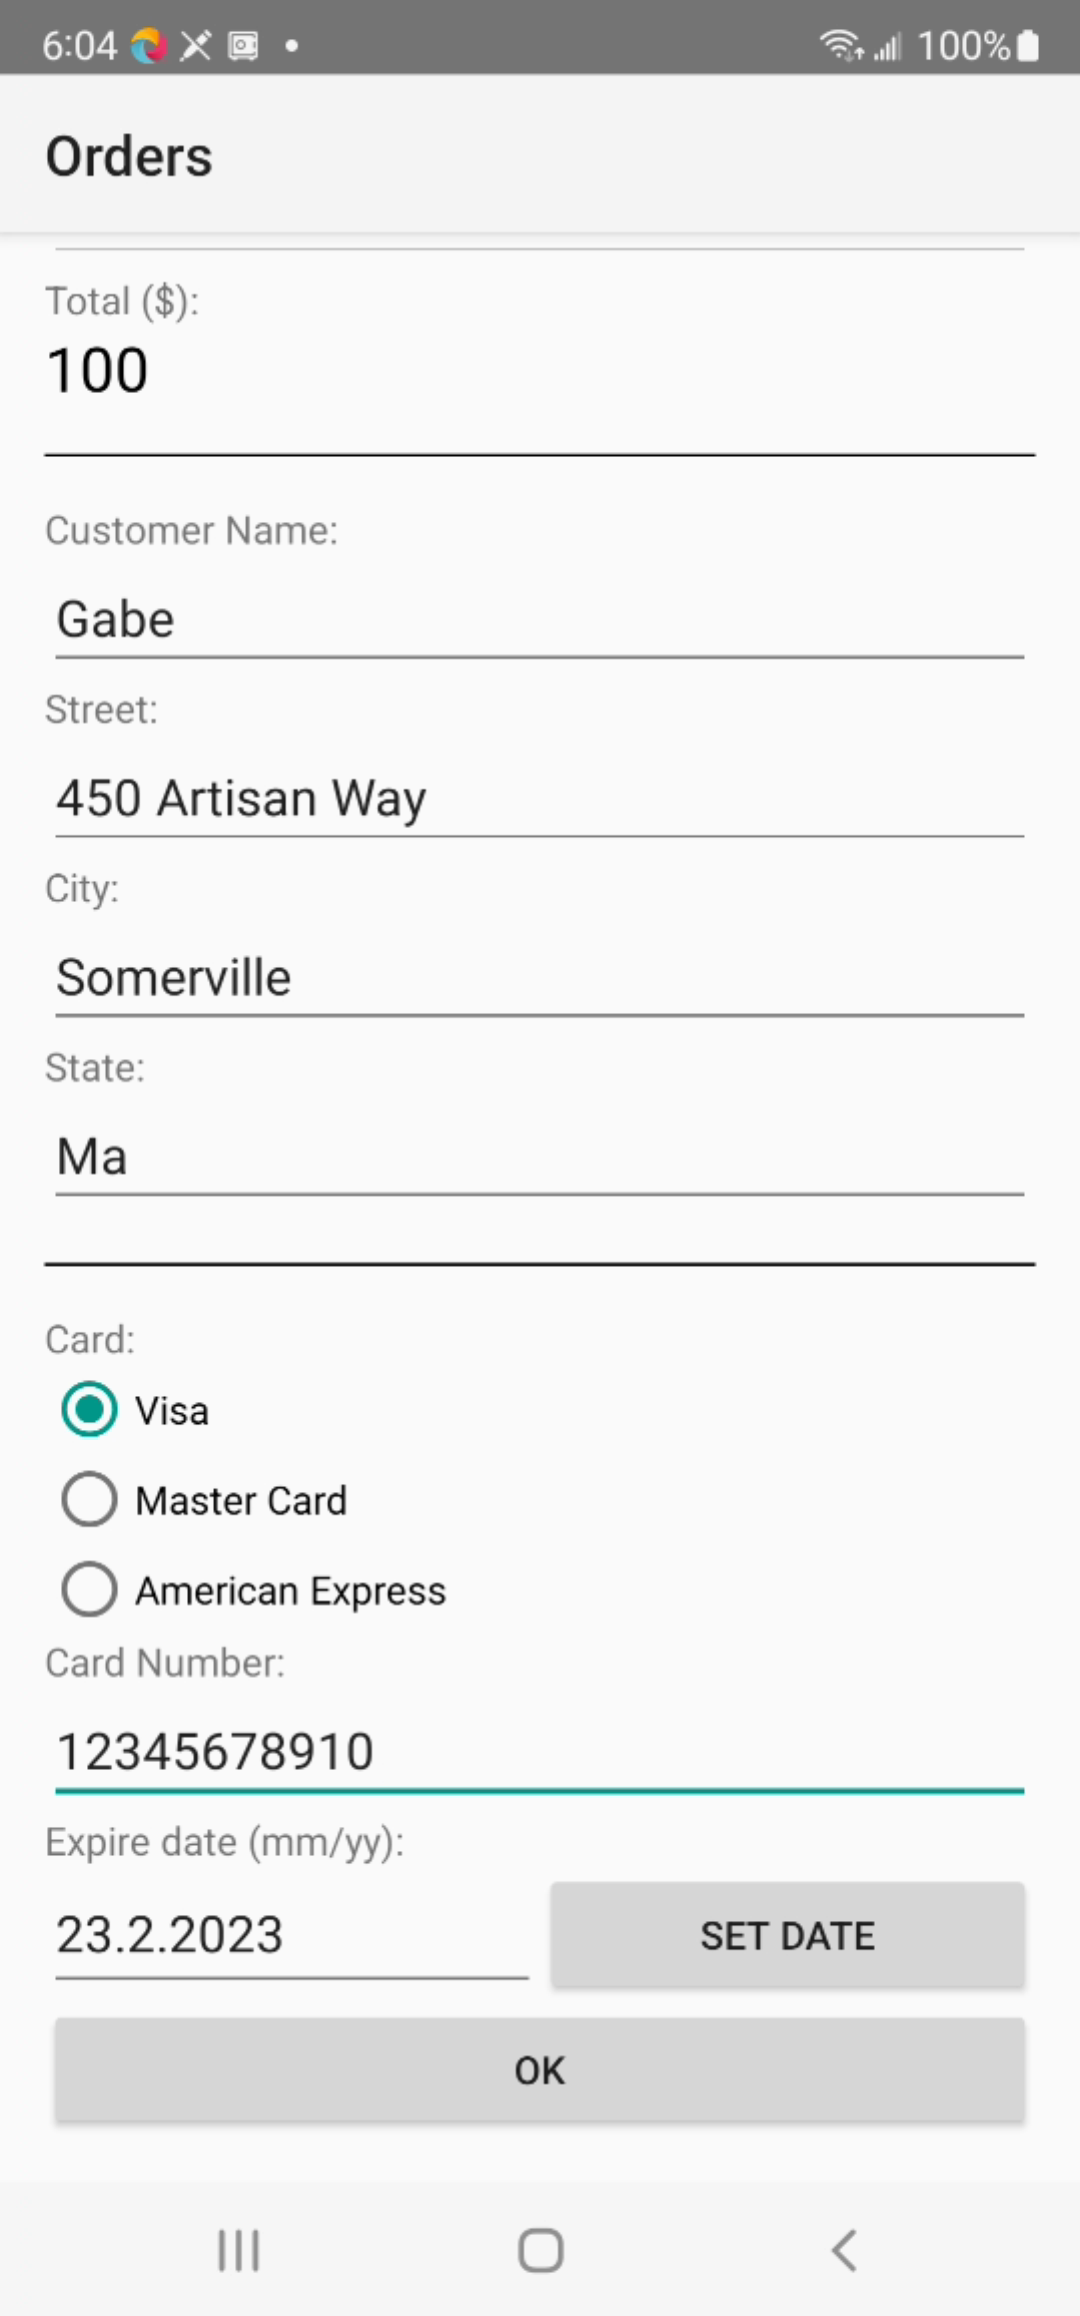 6:04 100%
Orders
Total ($):
100
Customer Name:
Gabe
Street:
450 Artisan Way
City:
Somerville
State:
Ma
Card:
Visa
Master Card
American Express
Card Number:
12345678910
Expire date (mm/yy):
23.2.2023 SET DATE
OK